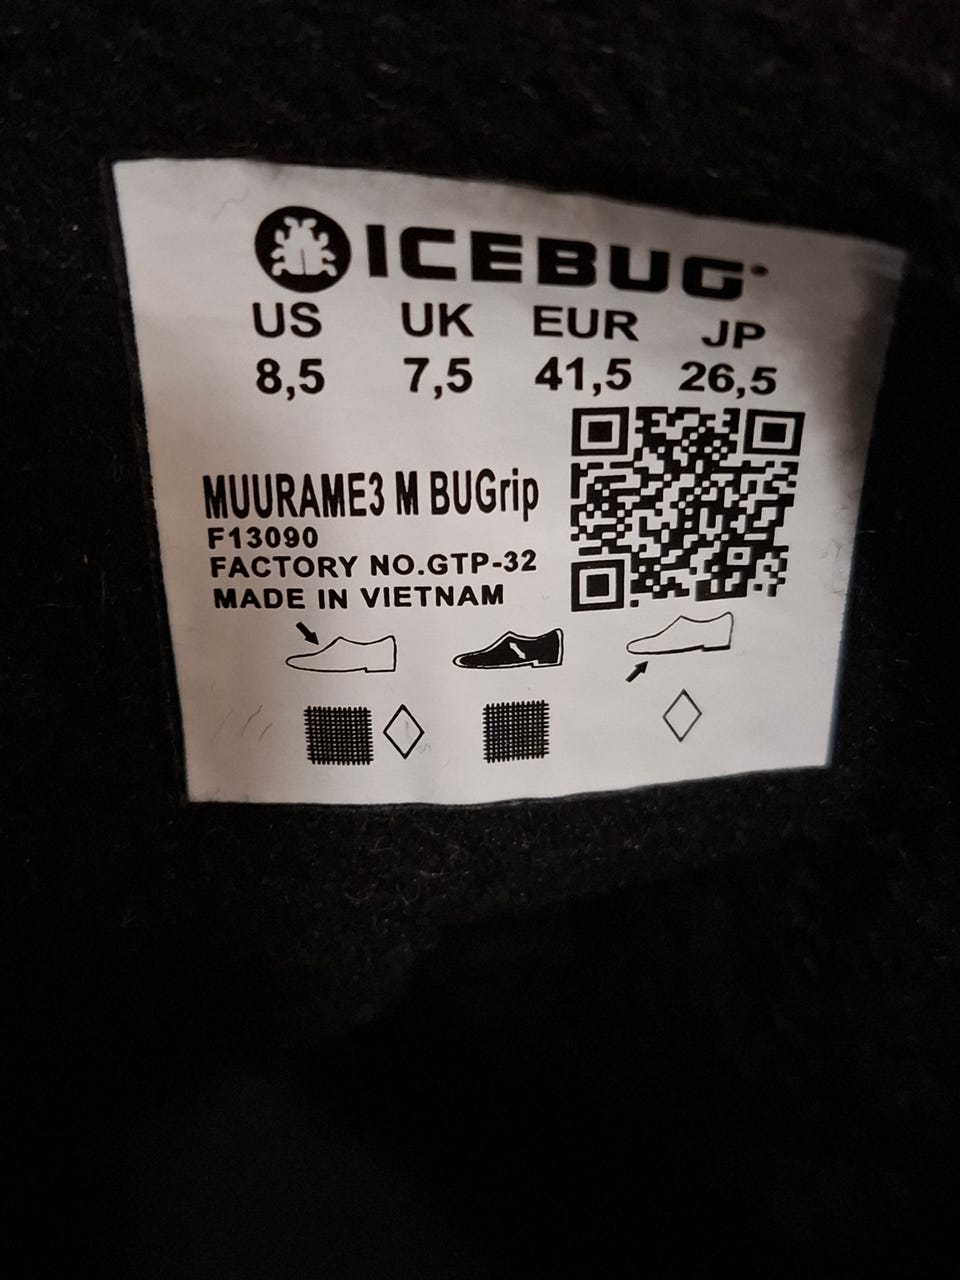 ICEBUG
US UK EUR JP
8,5 7,5 41,5 26,5
MUURAME3 M BUGrip
F13090
FACTORY NO.GTP-32
MADE IN VIETNAM